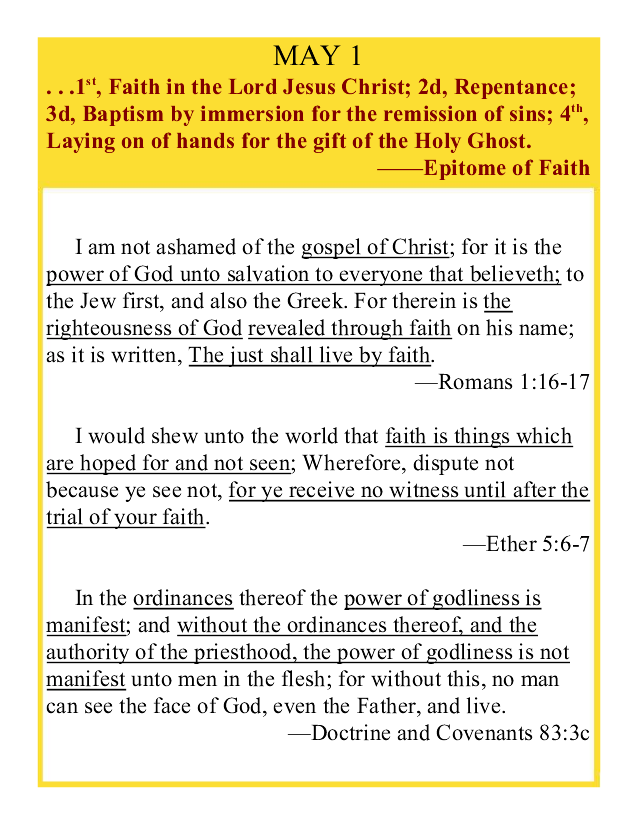 MAY 1
. . .1st, Faith in the Lord Jesus Christ; 2d, Repentance;
3d, Baptism by immersion for the remission of sins; 4th,
Laying on of hands for the gift of the Holy Ghost.
——Epitome of Faith
I am not ashamed of the gospel of Christ; for it is the
power of God unto salvation to everyone that believeth; to
the Jew first, and also the Greek. For therein is the
righteousness of God revealed through faith on his name;
as it is written, The just shall live by faith.
—Romans 1:16-17
I would shew unto the world that faith is things which
are hoped for and not seen; Wherefore, dispute not
because ye see not, for ye receive no witness until after the
trial of your faith.
—Ether 5:6-7
In the ordinances thereof the power of godliness is
manifest; and without the ordinances thereof, and the
authority of the priesthood, the power of godliness is not
manifest unto men in the flesh; for without this, no man
can see the face of God, even the Father, and live.
—Doctrine and Covenants 83:3c